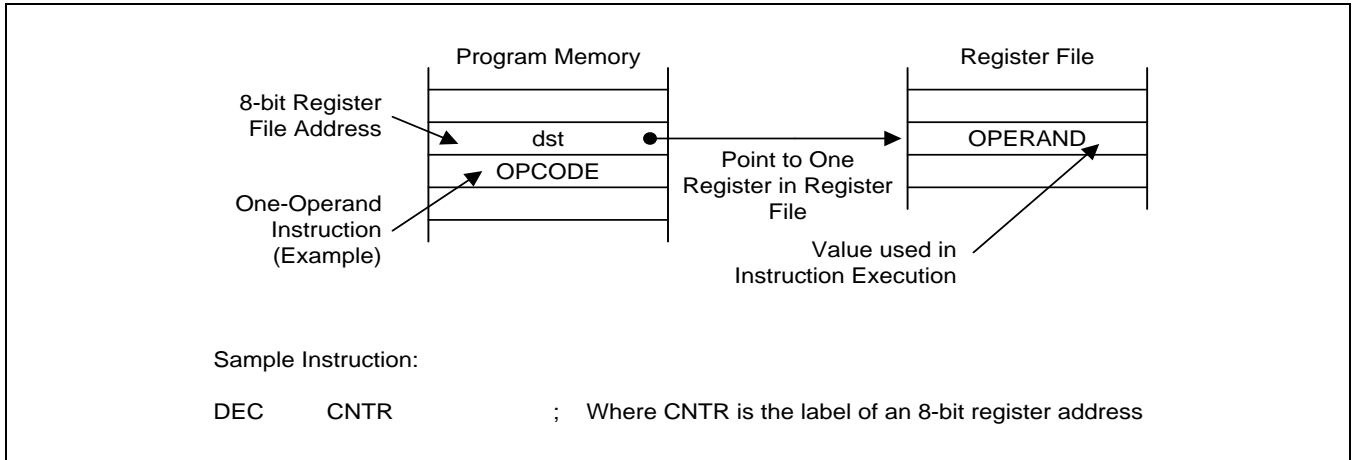 Program Memory
Register File
8-bit Register
File Address
dst
OPERAND
OPCODE
Point to One
Register in Register
File
One-Operand
Instruction
(Example)
Value used in
Instruction Execution
Sample Instruction:
DEC CNTR ; Where CNTR is the label of an 8-bit register address